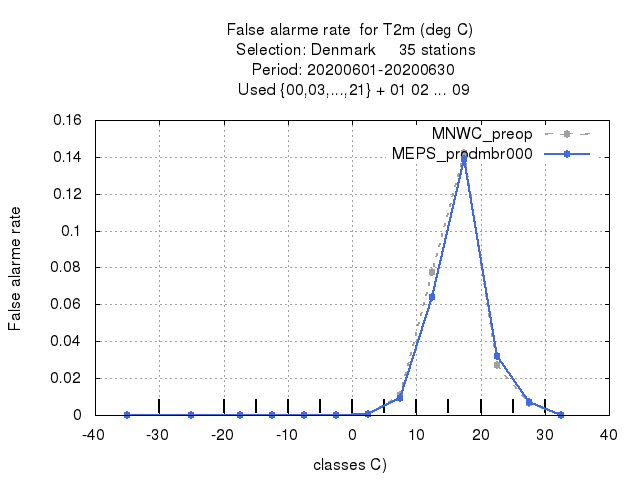 False alarme rate  for T2m (deg C)
Selection: Denmark     35 stations
Period: 20200601-20200630
Used {00,03,...,21} + 01 02 ... 09
MNWC_preop
MEPS_prodmbr000
False alarme rate
0.16
0.14
0.12
0.1
0.08
0.06
0.04
0.02
0
-40 -30 -20 -10 0 10 20 30 40
classes C)